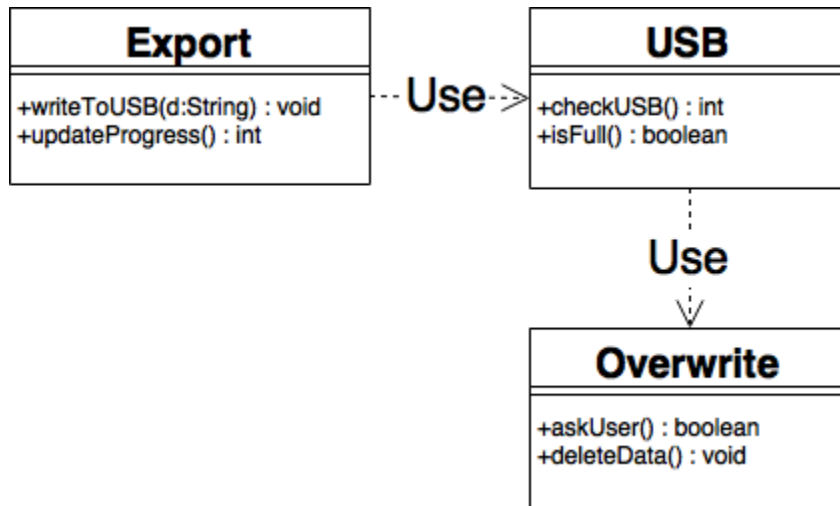 Export
+writeToUSB(d:String) : void
+updateProgress() : int
Use
USB
+checkUSB() : int
+isFull() : boolean
Use
Overwrite
+askUser() : boolean
+deleteData() : void